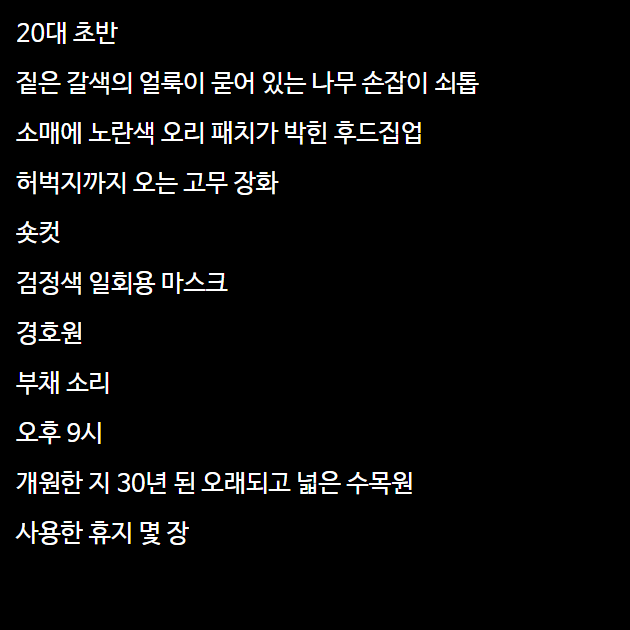 20대 초반
짙은 갈색의 얼룩이 묻어 있는 나무 손잡이 쇠톱
소매에 노란색 오리 패치가 박힌 후드집업
허벅지까지 오는 고무 장화
숏컷
검정색 일회용 마스크
경호원
부채 소리
오후 9시
개원한 지 30년 된 오래되고 넓은 수목원
사용한 휴지 몇 장